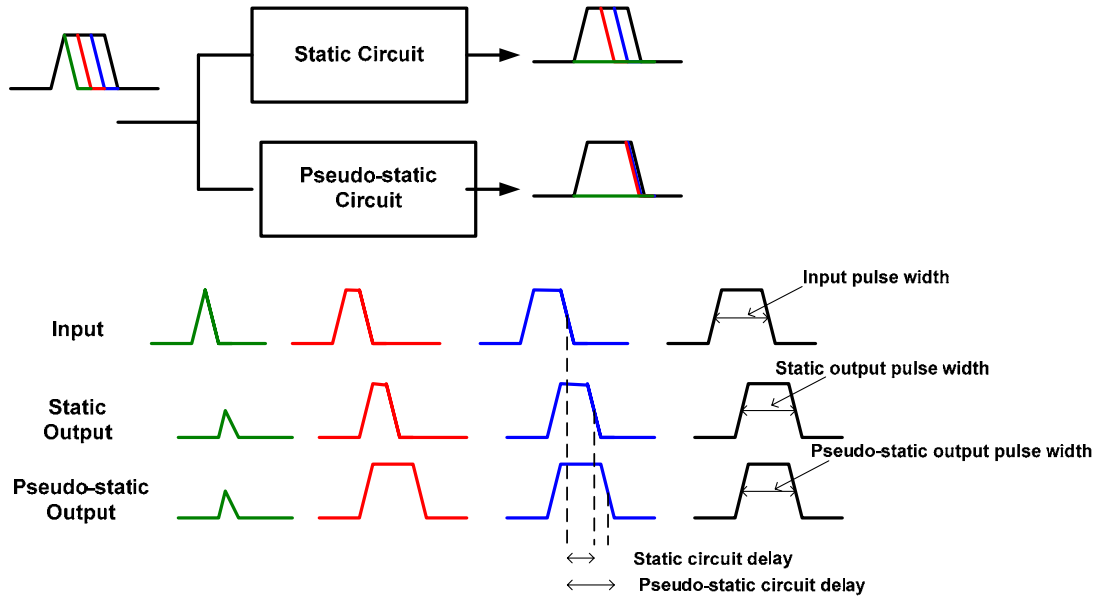 Static Circuit
Pseudo-static
Circuit
Input pulse width
Input
Static output pulse width
Static
Output
Pseudo-static output pulse width
Pseudo–static
Output
Static circuit delay
Pseudo-static circuit delay